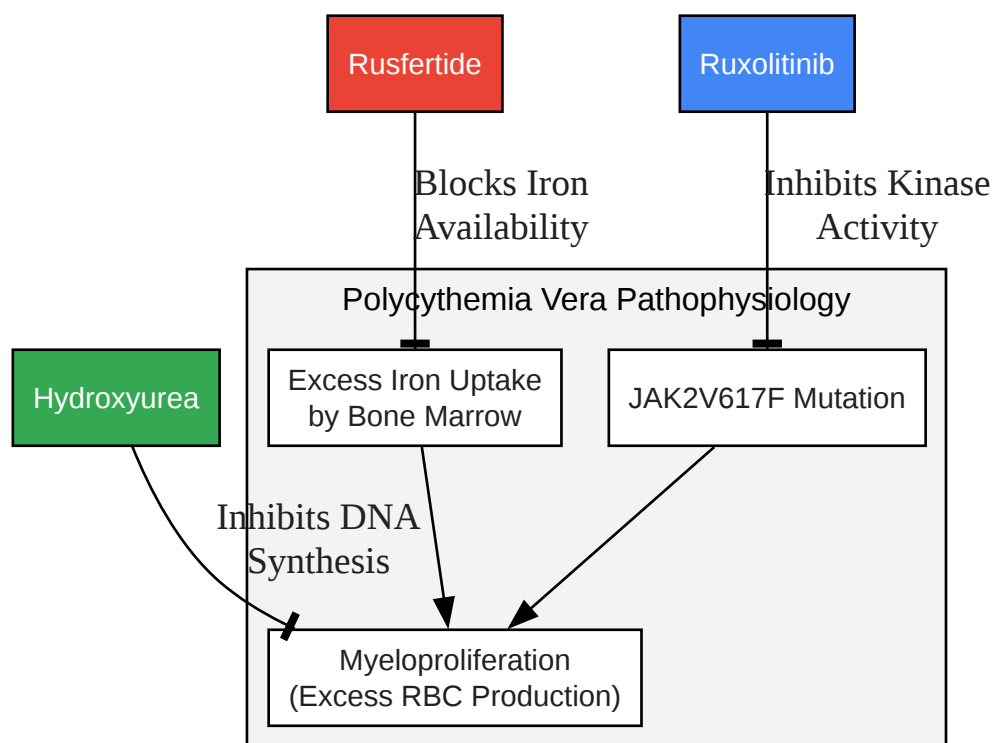 Rusfertide
Ruxolitinib
Blocks Iron
Availability
Inhibits Kinase
Activity
Polycythemia Vera Pathophysiology
Hydroxyurea
Excess Iron Uptake
by Bone Marrow
JAK2V617F Mutation
Inhibits DNA
Synthesis
Myeloproliferation
(Excess RBC Production)